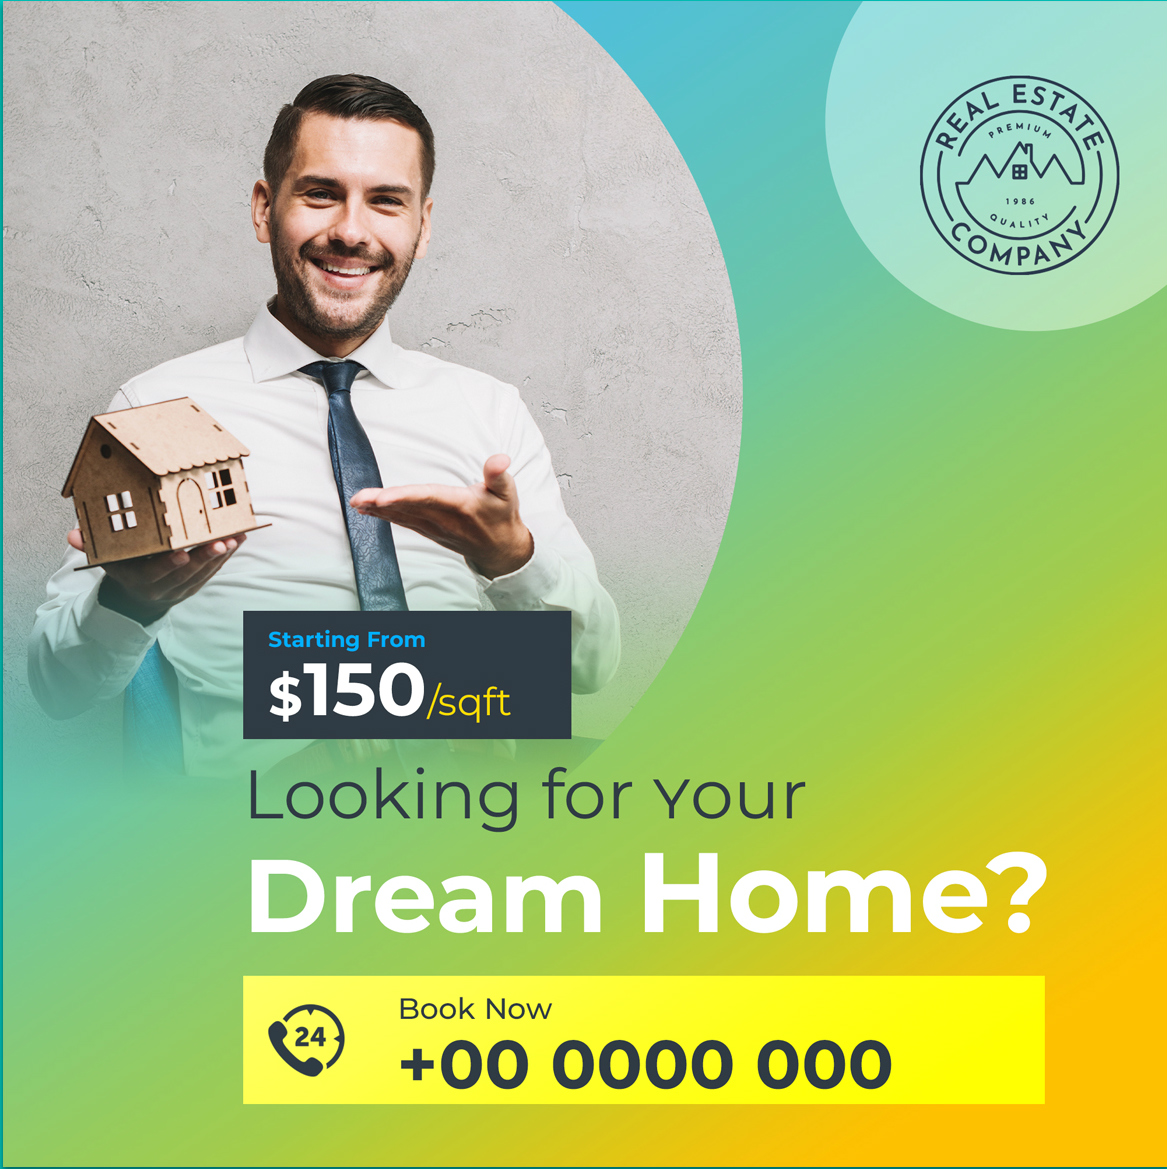 REAL ESTATE
PREMIUM
1986
QUALITY
COMPANY
Starting From
$150/sqft
Looking for Your
Dream Home?
24
Book Now
+00 0000 000